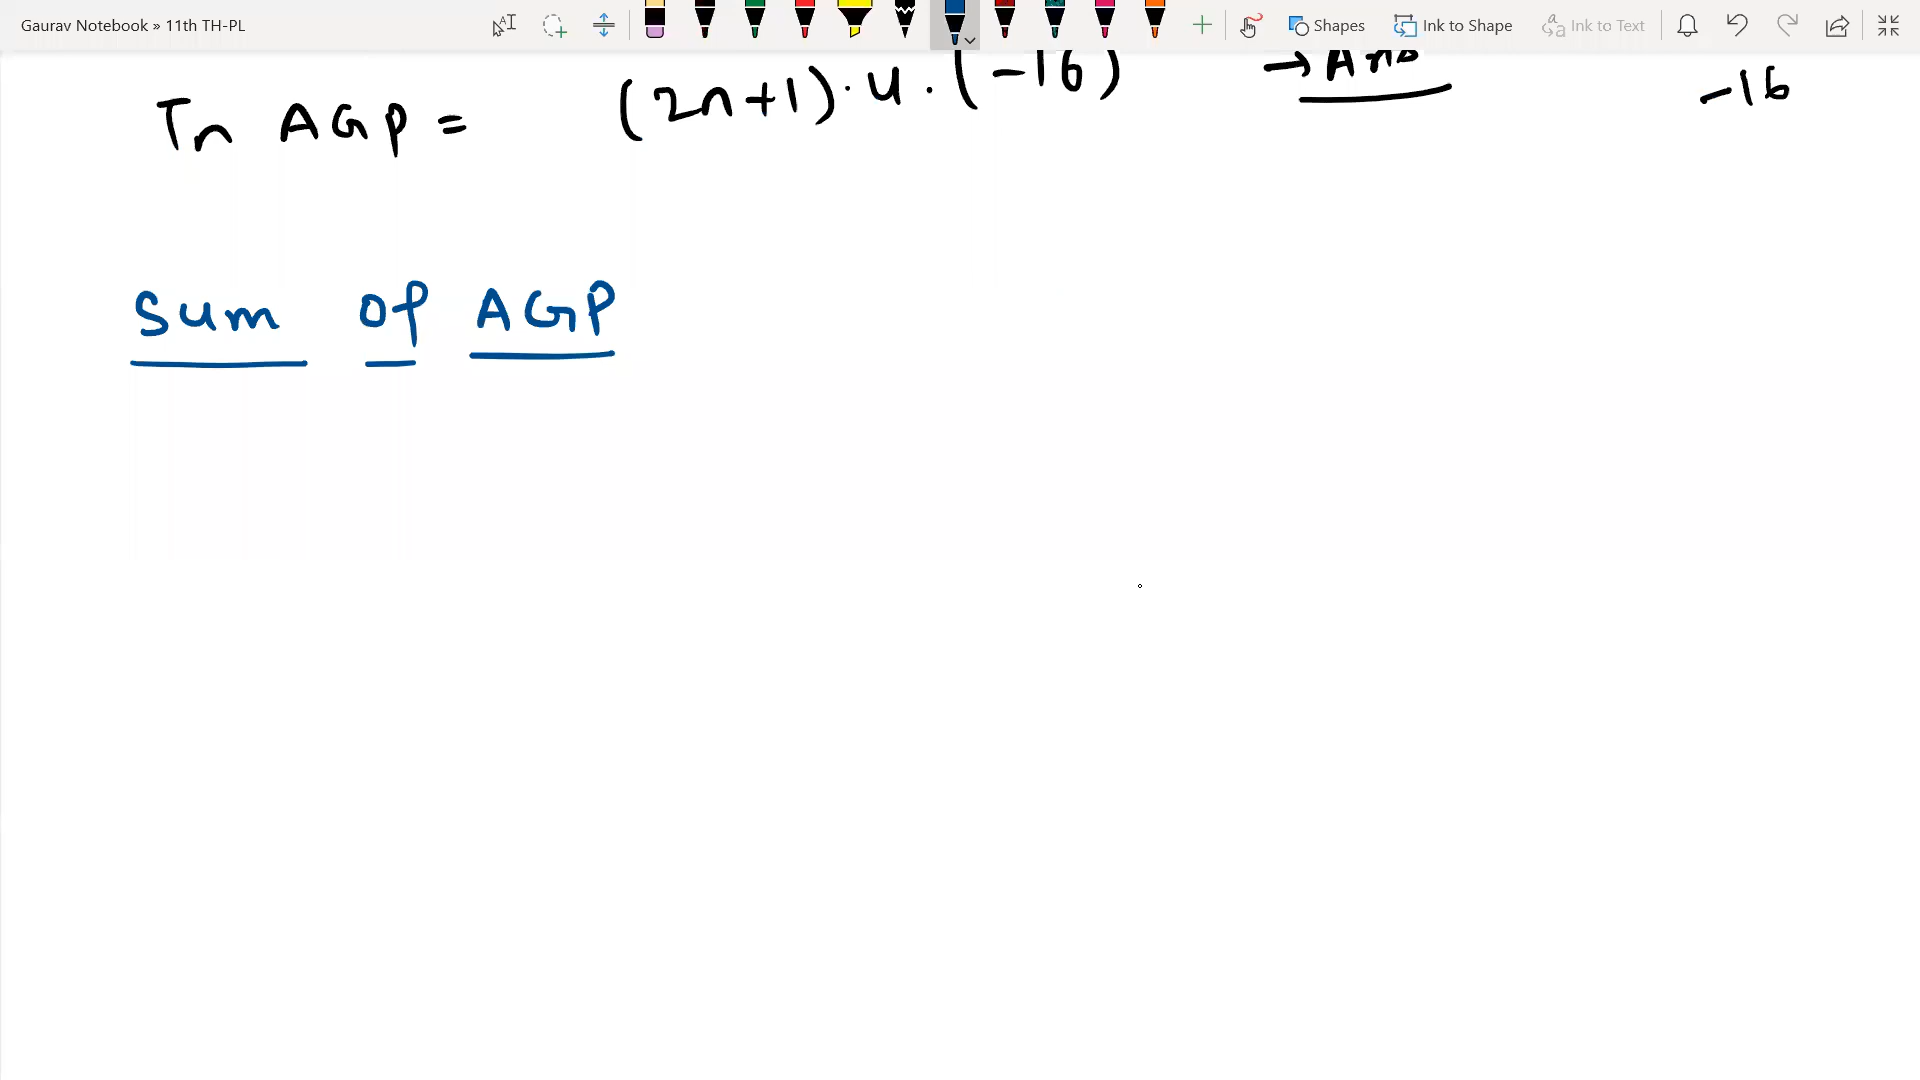 Gaurav Notebook » 11th TH-PL
Shapes
Ink to Shape
Ink to Text
Tn AGP = (2n+1) . 4 . (-16) → Ans
-16
Sum Of AGP